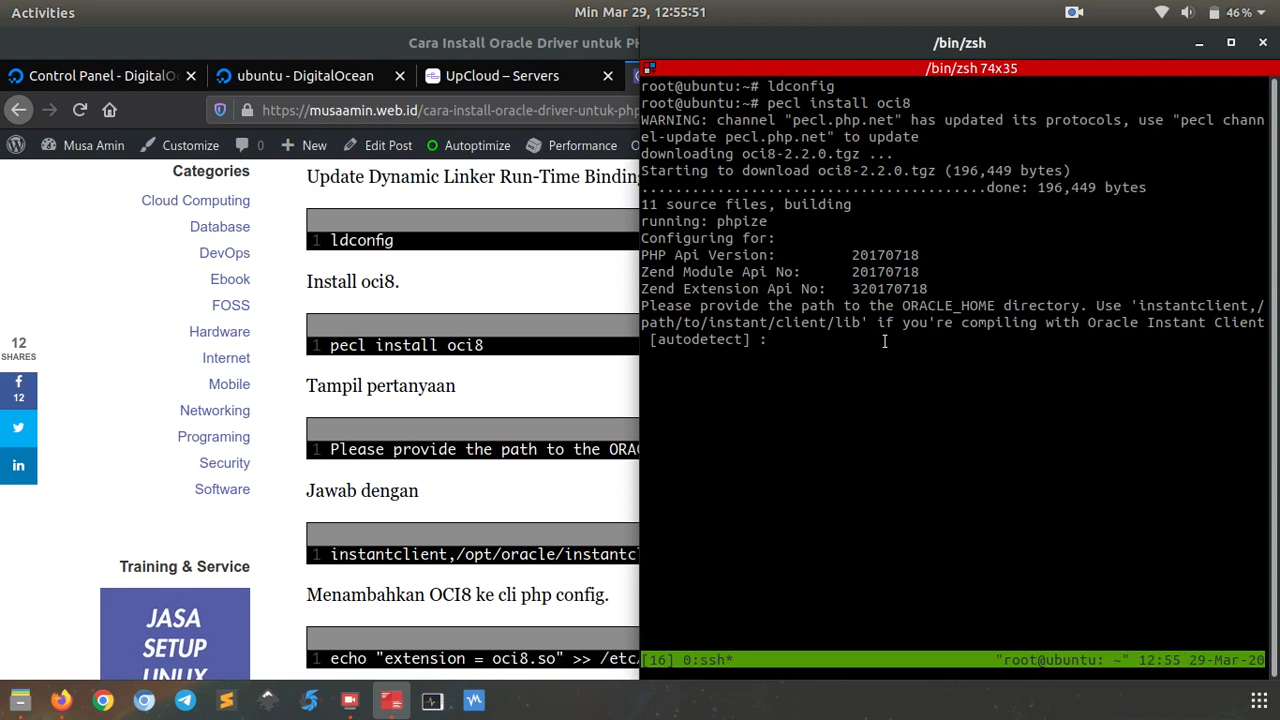 Activities
Min Mar 29, 12:55:51
46 %
Cara Install Oracle Driver untuk PH
Control Panel - DigitalO
ubuntu - DigitalOcean
UpCloud – Servers
https://musaamin.web.id/cara-install-oracle-driver-untuk-php
Musa Amin
Customize
0
New
Edit Post
Autoptimize
Performance
Categories
Cloud Computing
Database
DevOps
Ebook
FOSS
Hardware
Internet
Mobile
Networking
Programing
Security
Software
Training & Service
JASA
SETUP
LINUX
12
SHARES
12
Update Dynamic Linker Run-Time Binding
1 ldconfig
Install oci8.
1 pecl install oci8
Tampil pertanyaan
1 Please provide the path to the ORA
Jawab dengan
1 instantclient,/opt/oracle/instantcl
Menambahkan OCI8 ke cli php config.
1 echo "extension = oci8.so" >> /etc/
/bin/zsh
/bin/zsh 74x35
root@ubuntu:~# ldconfig
root@ubuntu:~# pecl install oci8
WARNING: channel "pecl.php.net" has updated its protocols, use "pecl chann
el-update pecl.php.net" to update
downloading oci8-2.2.0.tgz ...
Starting to download oci8-2.2.0.tgz (196,449 bytes)
.........................................done: 196,449 bytes
11 source files, building
running: phpize
Configuring for:
PHP Api Version:         20170718
Zend Module Api No:      20170718
Zend Extension Api No:   320170718
Please provide the path to the ORACLE_HOME directory. Use 'instantclient,/
path/to/instant/client/lib' if you're compiling with Oracle Instant Client
[autodetect] :
[16] 0:ssh*
"root@ubuntu: ~" 12:55 29-Mar-20